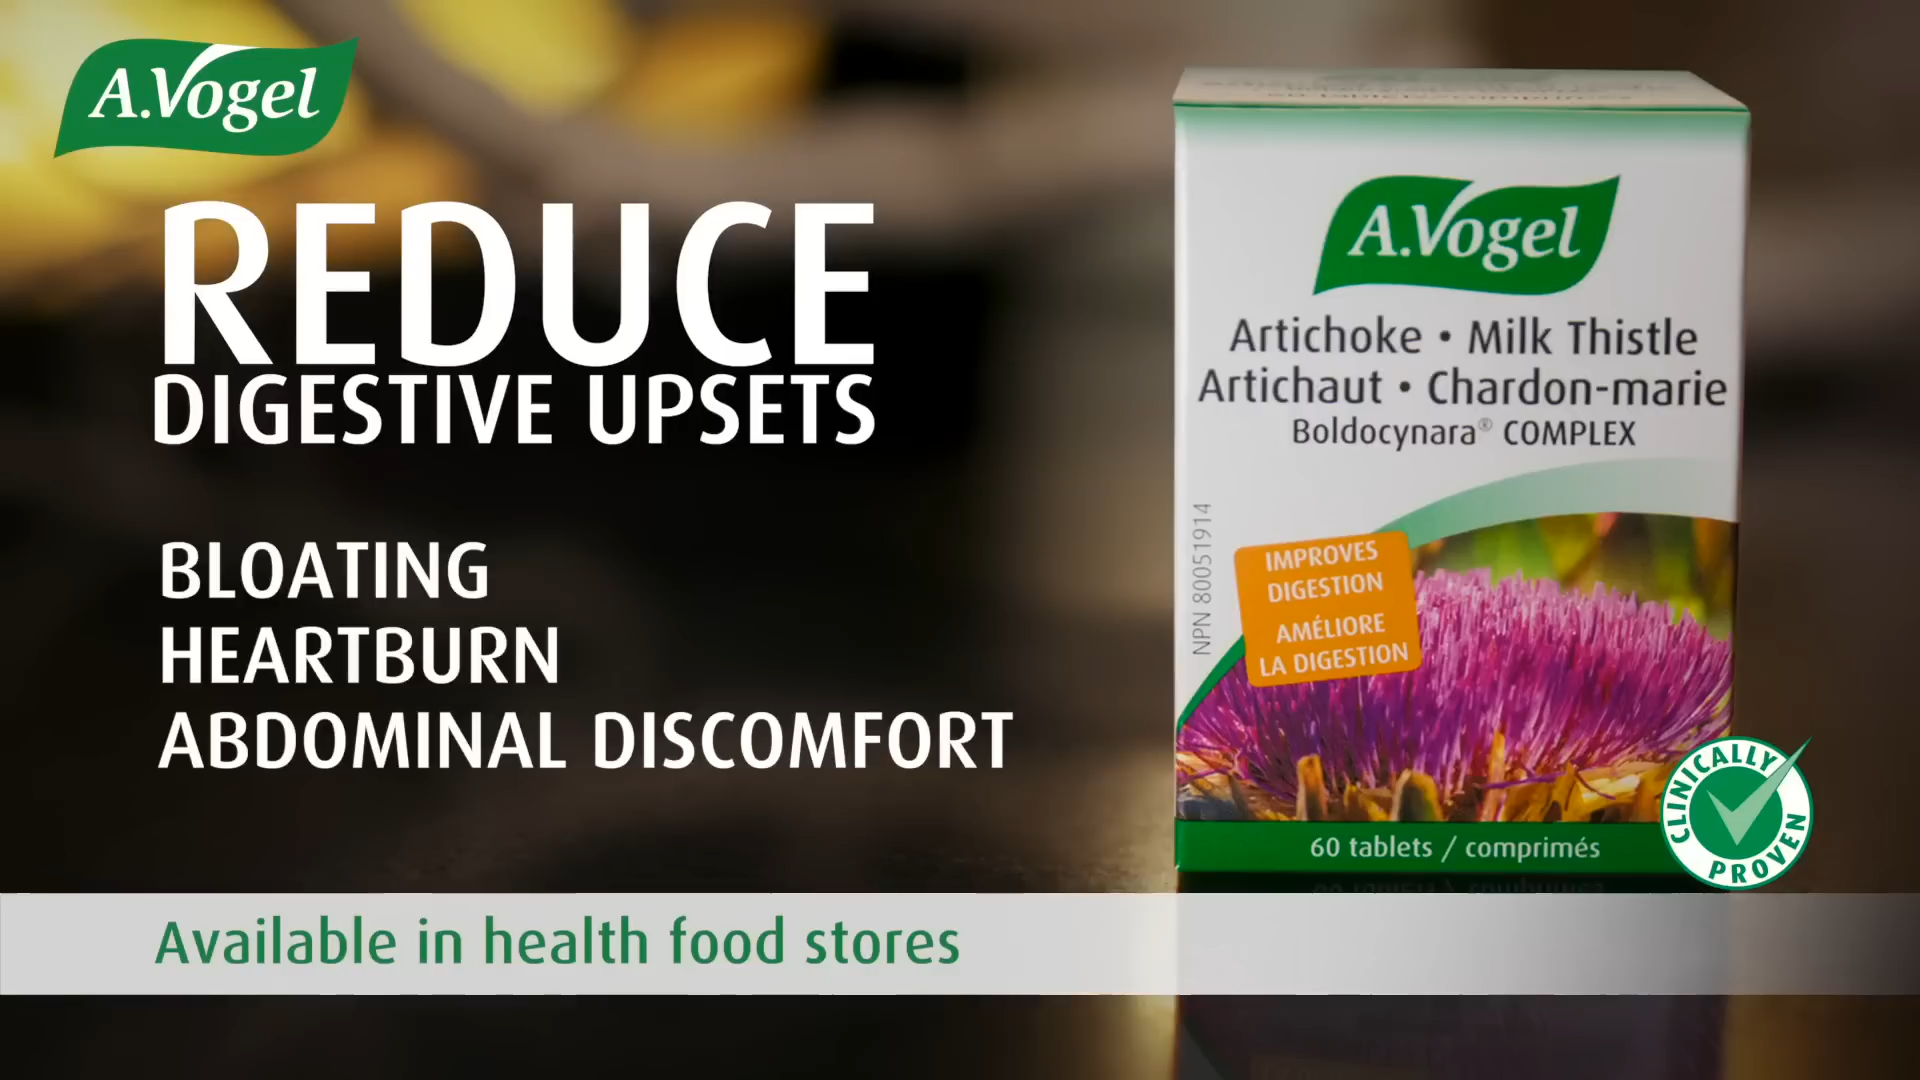 A.Vogel
REDUCE
DIGESTIVE UPSETS
BLOATING
HEARTBURN
ABDOMINAL DISCOMFORT
Available in health food stores
A.Vogel
Artichoke • Milk Thistle
Artichaut • Chardon-marie
Boldocynara® COMPLEX
NPN 80051914
IMPROVES
DIGESTION
AMÉLIORE
LA DIGESTION
60 tablets / comprimés
CLINICALLY
PROVEN